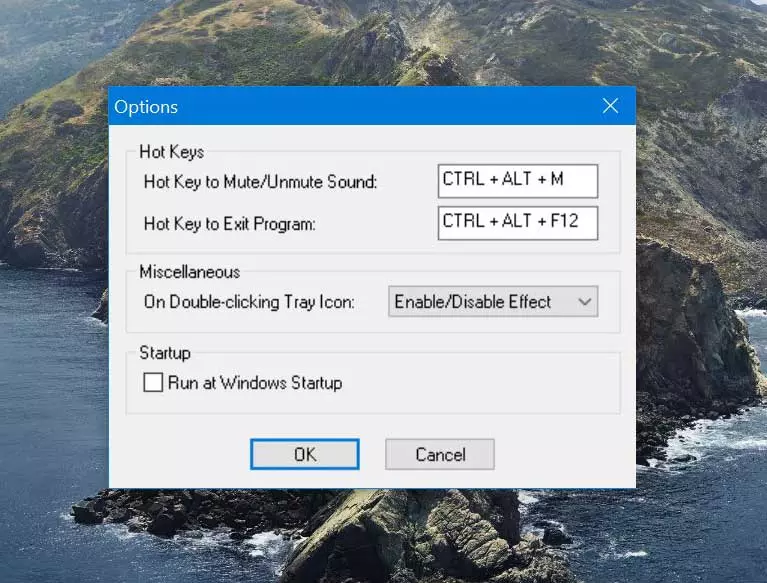 Options
Hot Keys
Hot Key to Mute/Unmute Sound: CTRL + ALT + M
Hot Key to Exit Program: CTRL + ALT + F12
Miscellaneous
On Double-clicking Tray Icon: Enable/Disable Effect
Startup
Run at Windows Startup
OK Cancel